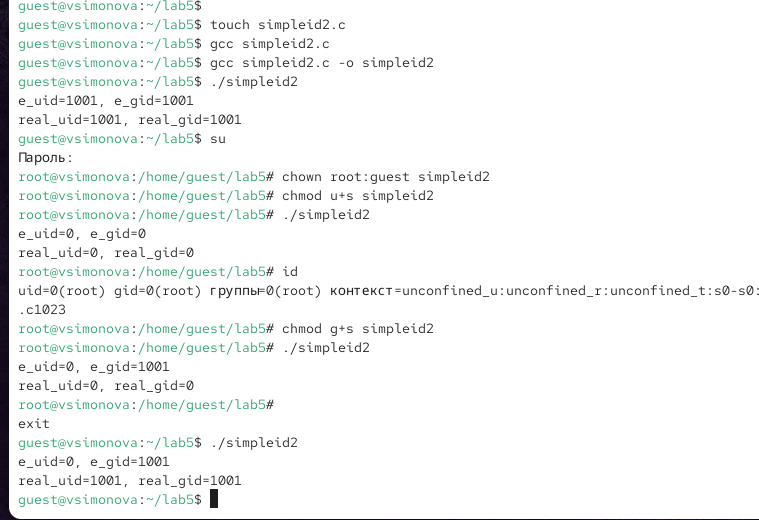 guest@vsimonova:~/lab5$
guest@vsimonova:~/lab5$ touch simpleid2.c
guest@vsimonova:~/lab5$ gcc simpleid2.c
guest@vsimonova:~/lab5$ gcc simpleid2.c -o simpleid2
guest@vsimonova:~/lab5$ ./simpleid2
e_uid=1001, e_gid=1001
real_uid=1001, real_gid=1001
guest@vsimonova:~/lab5$ su
Пароль:
root@vsimonova:/home/guest/lab5# chown root:guest simpleid2
root@vsimonova:/home/guest/lab5# chmod u+s simpleid2
root@vsimonova:/home/guest/lab5# ./simpleid2
e_uid=0, e_gid=0
real_uid=0, real_gid=0
root@vsimonova:/home/guest/lab5# id
uid=0(root) gid=0(root) группы=0(root) контекст=unconfined_u:unconfined_r:unconfined_t:s0-s0:
.c1023
root@vsimonova:/home/guest/lab5# chmod g+s simpleid2
root@vsimonova:/home/guest/lab5# ./simpleid2
e_uid=0, e_gid=1001
real_uid=0, real_gid=0
root@vsimonova:/home/guest/lab5#
exit
guest@vsimonova:~/lab5$ ./simpleid2
e_uid=0, e_gid=1001
real_uid=1001, real_gid=1001
guest@vsimonova:~/lab5$